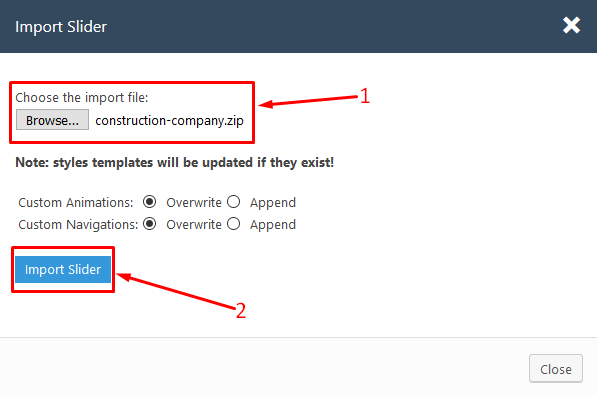 Import Slider
Choose the import file:
Browse... construction-company.zip
1
Note: styles templates will be updated if they exist!
Custom Animations: Overwrite Append
Custom Navigations: Overwrite Append
Import Slider
2
Close